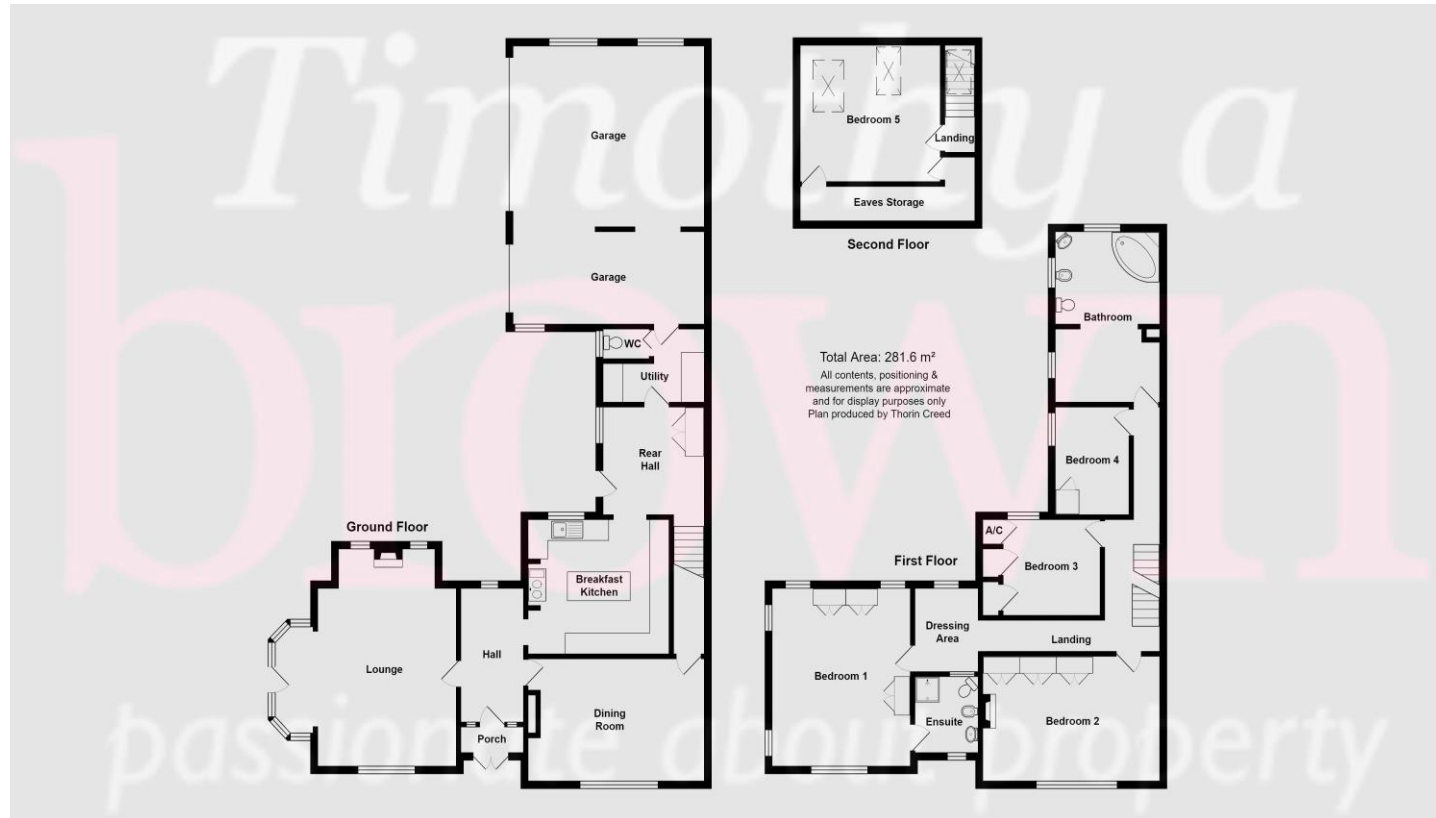 Timothy a
brown
passionate about property
Garage
Garage
WC
Utility
Rear
Hall
Ground Floor
Breakfast
Kitchen
Lounge
Hall
Dining
Room
Porch
Bedroom 5
Landing
Eaves Storage
Second Floor
Total Area: 281.6 m²
All contents, positioning &
measurements are approximate
and for display purposes only
Plan produced by Thorin Creed
Bathroom
Bedroom 4
A/C
Bedroom 3
First Floor
Dressing
Area
Landing
Bedroom 1
Ensuite
Bedroom 2